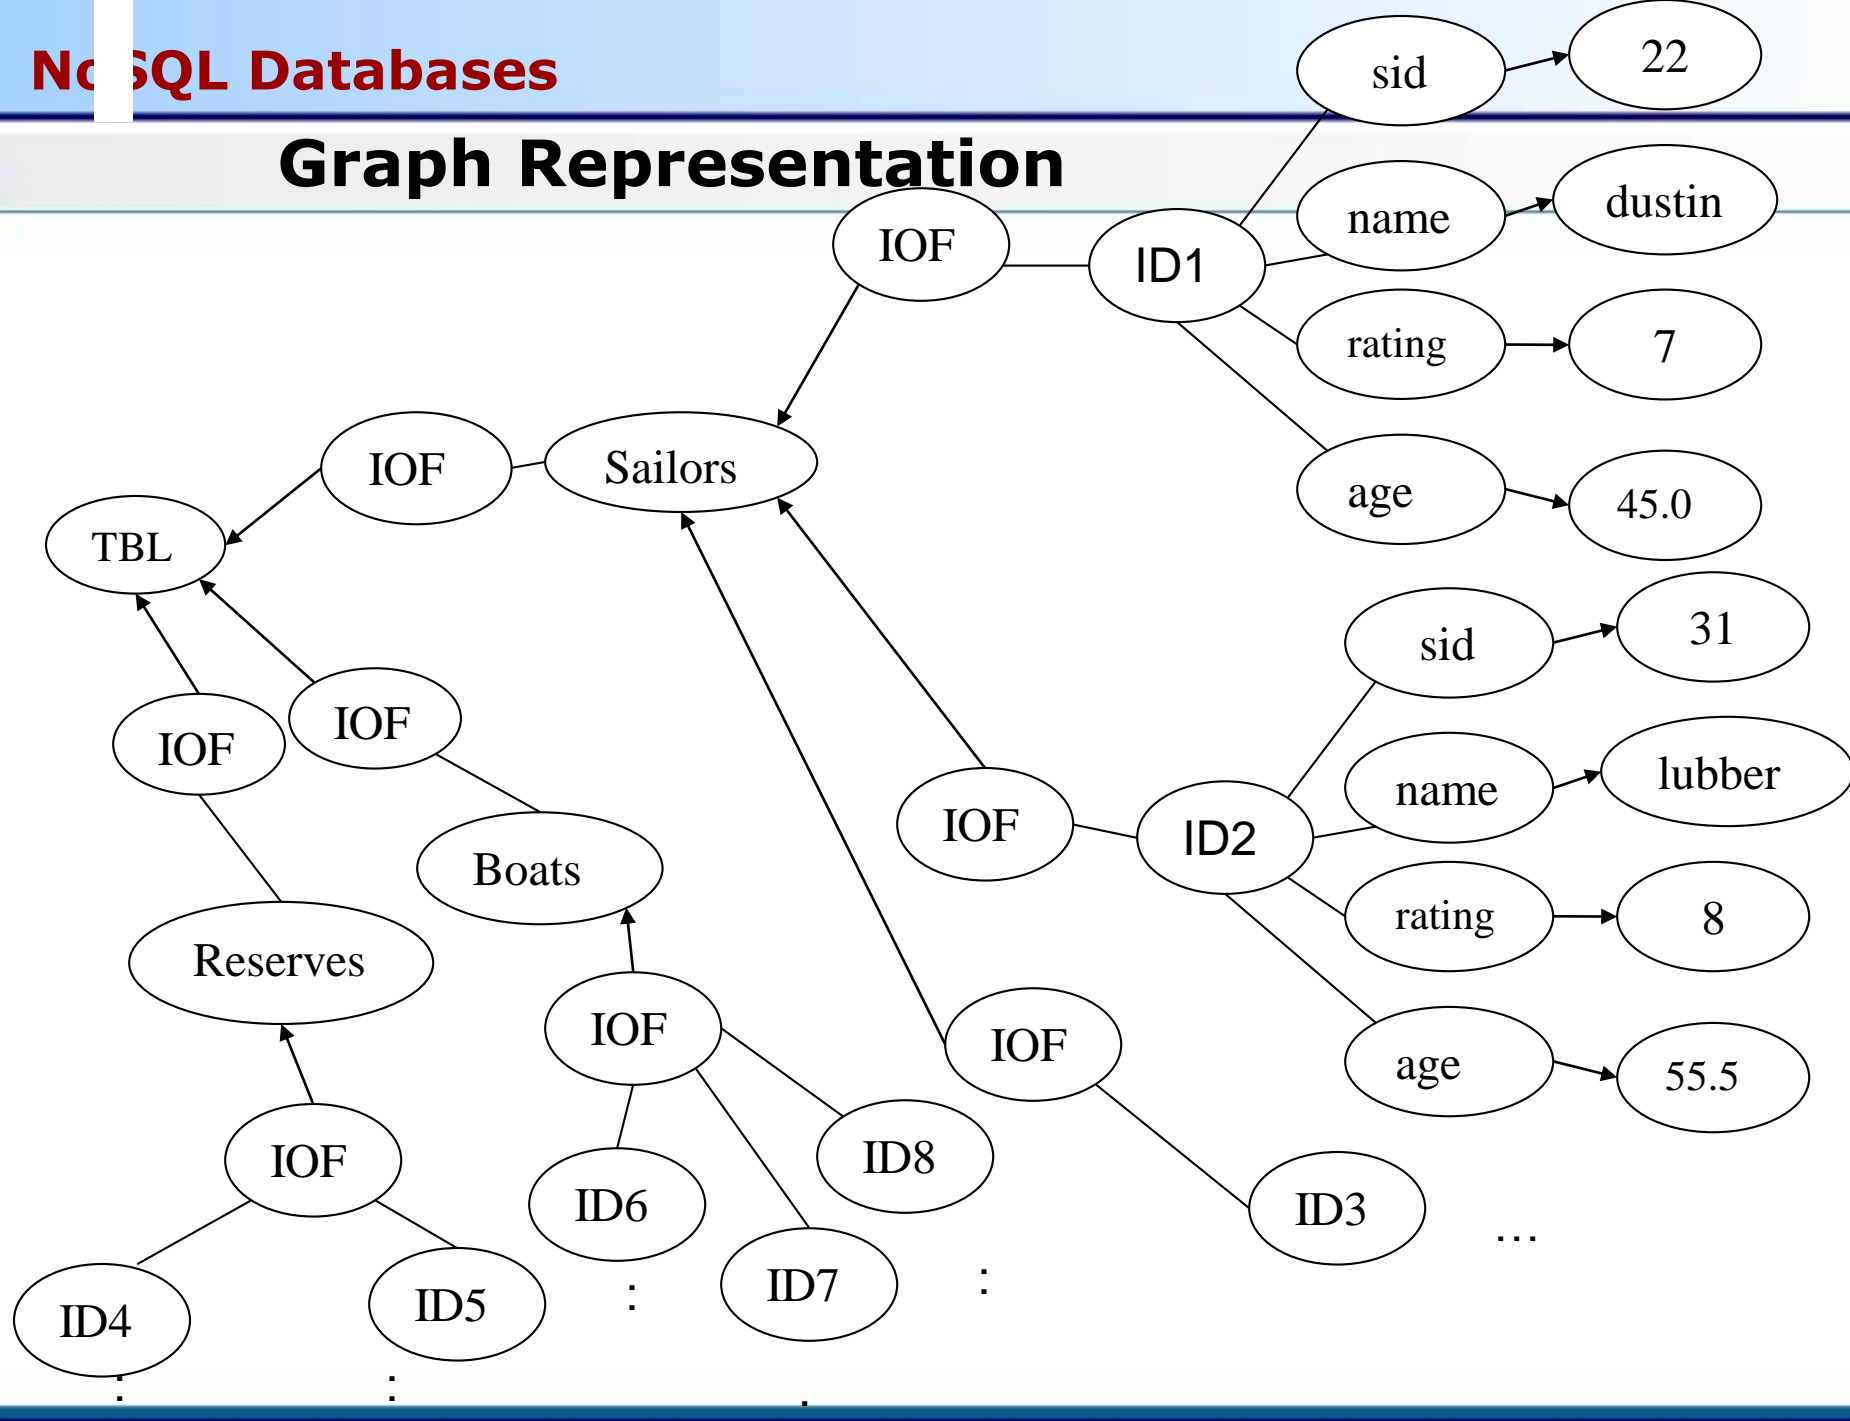 NoSQL Databases
Graph Representation
sid
22
name
dustin
IOF
ID1
rating
7
IOF
Sailors
age
45.0
TBL
sid
31
IOF
IOF
name
lubber
IOF
ID2
Boats
rating
8
Reserves
IOF
IOF
age
55.5
IOF
ID8
ID6
ID3
...
ID7
:
:
ID4
ID5
:
:
.